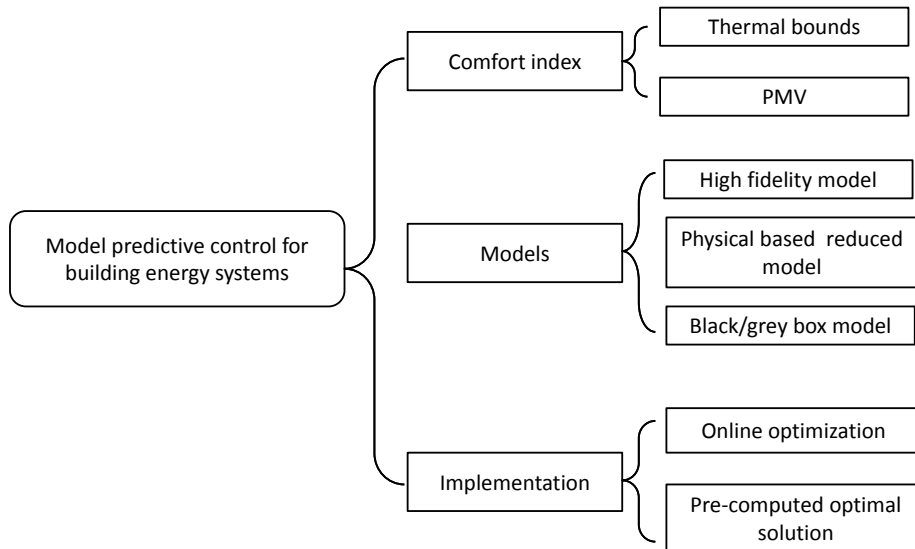 Model predictive control for
building energy systems
Comfort index
Thermal bounds
PMV
Models
High fidelity model
Physical based reduced
model
Black/grey box model
Implementation
Online optimization
Pre-computed optimal
solution